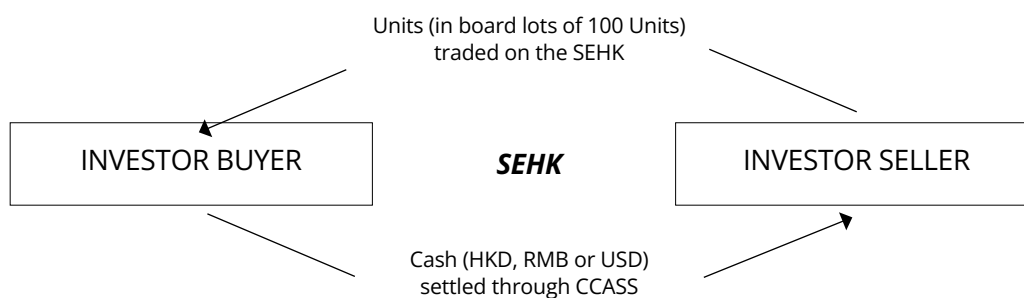 Units (in board lots of 100 Units)
traded on the SEHK
INVESTOR BUYER
SEHK
INVESTOR SELLER
Cash (HKD, RMB or USD)
settled through CCASS